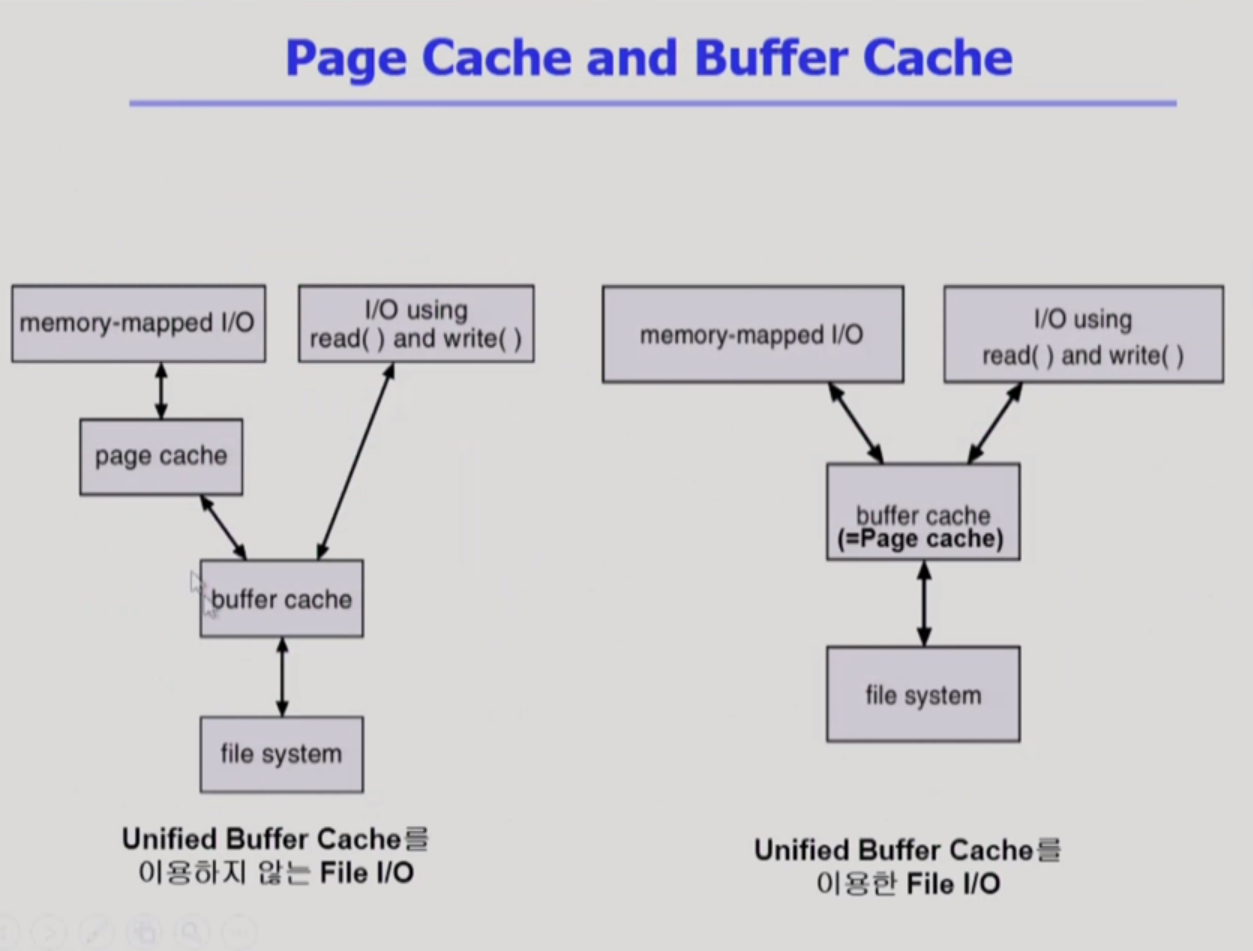 Page Cache and Buffer Cache
memory-mapped I/O
I/O using
read( ) and write( )
page cache
buffer cache
file system
Unified Buffer Cache를
이용하지 않는 File I/O
memory-mapped I/O
I/O using
read( ) and write( )
buffer cache
(=Page cache)
file system
Unified Buffer Cache를
이용한 File I/O